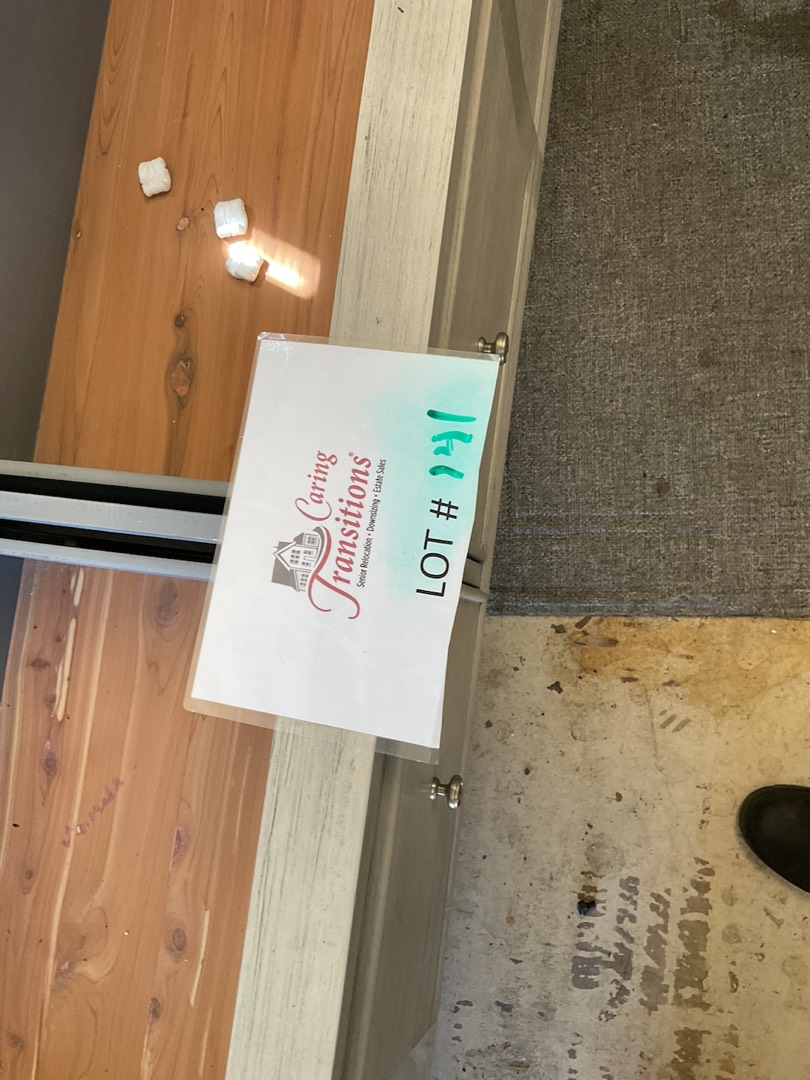 Caring
Transitions®
Senior Relocation • Downsizing • Estate Sales
LOT # 141